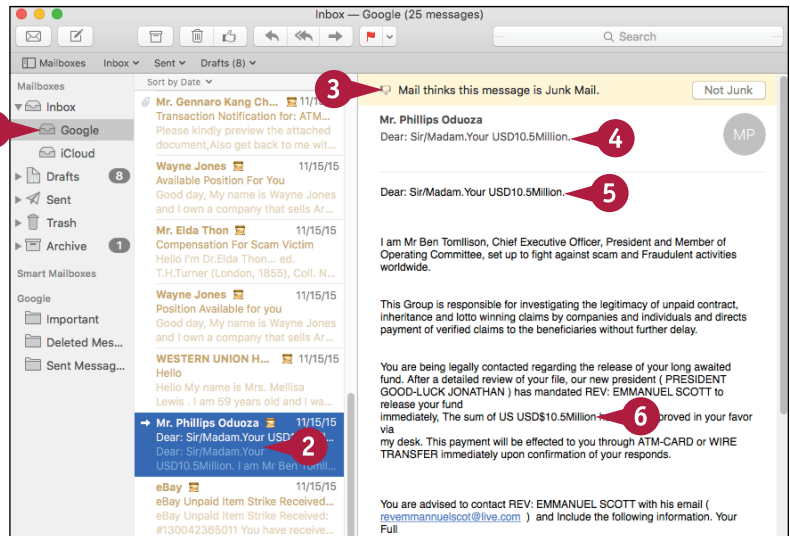 Inbox — Google (25 messages)
Search
Mailboxes Inbox Sent Drafts (8)
Mailboxes
Inbox
Google
iCloud
Drafts 8
Sent
Trash
Archive 1
Smart Mailboxes
Google
Important
Deleted Mes...
Sent Messag...
Sort by Date
Mr. Gennaro Kang Ch...
Transaction Notification for: ATM...
Please kindly preview the attached
document,Also get back to me wit...
Wayne Jones 11/15/15
Available Position For You
Good day, My name is Wayne Jones
and I own a company that sells Ar...
Mr. Elda Thon 11/15/15
Compensation For Scam Victim
Hello I'm Dr.Elda Thon... ed.
T.H.Turner (London, 1855), Coll. N...
Wayne Jones 11/15/15
Position Available for you
Good day, My name is Wayne Jones
and I own a company that sells Ar...
WESTERN UNION H... 11/15/15
Hello
Hello My name is Mrs. Mellisa
Lewis . I am 59 years old and I wa...
Mr. Phillips Oduoza 11/15/15
Dear: Sir/Madam.Your
Dear: Sir/Madam.Your
USD10.5Million. I am Mr Ben Tomlli...
2
eBay 11/15/15
eBay Unpaid Item Strike Received...
eBay Unpaid Item Strike Received:
#130042365011 You have receive...
3
Mail thinks this message is Junk Mail. Not Junk
Mr. Phillips Oduoza
Dear: Sir/Madam.Your USD10.5Million. 4
MP
Dear: Sir/Madam.Your USD10.5Million. 5
I am Mr Ben Tomllison, Chief Executive Officer, President and Member of
Operating Committee, set up to fight against scam and Fraudulent activities
worldwide.
This Group is responsible for investigating the legitimacy of unpaid contract,
inheritance and lotto winning claims by companies and individuals and directs
payment of verified claims to the beneficiaries without further delay.
You are being legally contacted regarding the release of your long awaited
fund. After a detailed review of your file, our new president ( PRESIDENT
GOOD-LUCK JONATHAN ) has mandated REV: EMMANUEL SCOTT to
release your fund
immediately, The sum of US USD$10.5Million 6 in your favor
via
my desk. This payment will be effected to you through ATM-CARD or WIRE
TRANSFER immediately upon confirmation of your responds.
You are advised to contact REV: EMMANUEL SCOTT with his email (
revemmannuelscot@live.com ) and Include the following information. Your
Full